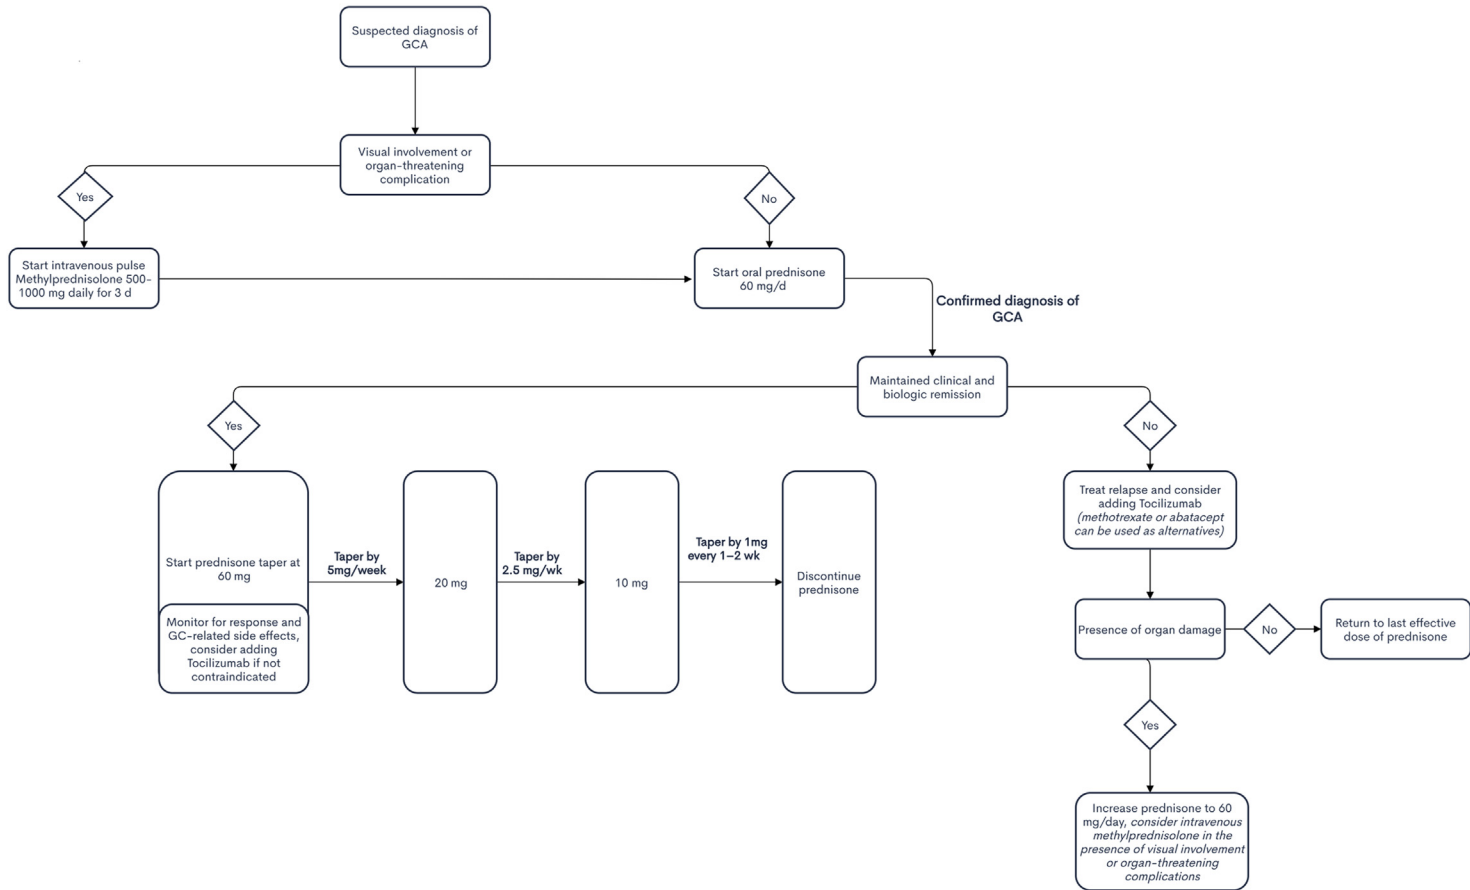 Suspected diagnosis of
GCA
Visual involvement or
organ-threatening
complication
Yes
No
Start intravenous pulse
Methylprednisolone 500-
1000 mg daily for 3 d
Start oral prednisone
60 mg/d
Confirmed diagnosis of
GCA
Maintained clinical and
biologic remission
Yes
No
Start prednisone taper at
60 mg
Monitor for response and
GC-related side effects,
consider adding
Tocilizumab if not
contraindicated
Taper by
5mg/week
20 mg
Taper by
2.5 mg/wk
10 mg
Taper by 1mg
every 1–2 wk
Discontinue
prednisone
Treat relapse and consider
adding Tocilizumab
(methotrexate or abatacept
can be used as alternatives)
Presence of organ damage
No
Return to last effective
dose of prednisone
Yes
Increase prednisone to 60
mg/day, consider intravenous
methylprednisolone in the
presence of visual involvement
or organ-threatening
complications